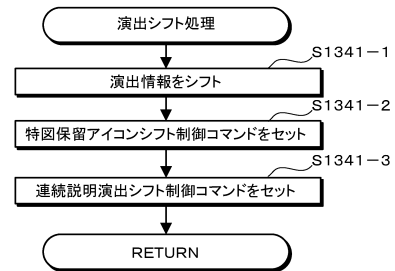 演出シフト処理
S1341－1
演出情報をシフト
S1341－2
特図保留アイコンシフト制御コマンドをセット
S1341－3
連続説明演出シフト制御コマンドをセット
RETURN